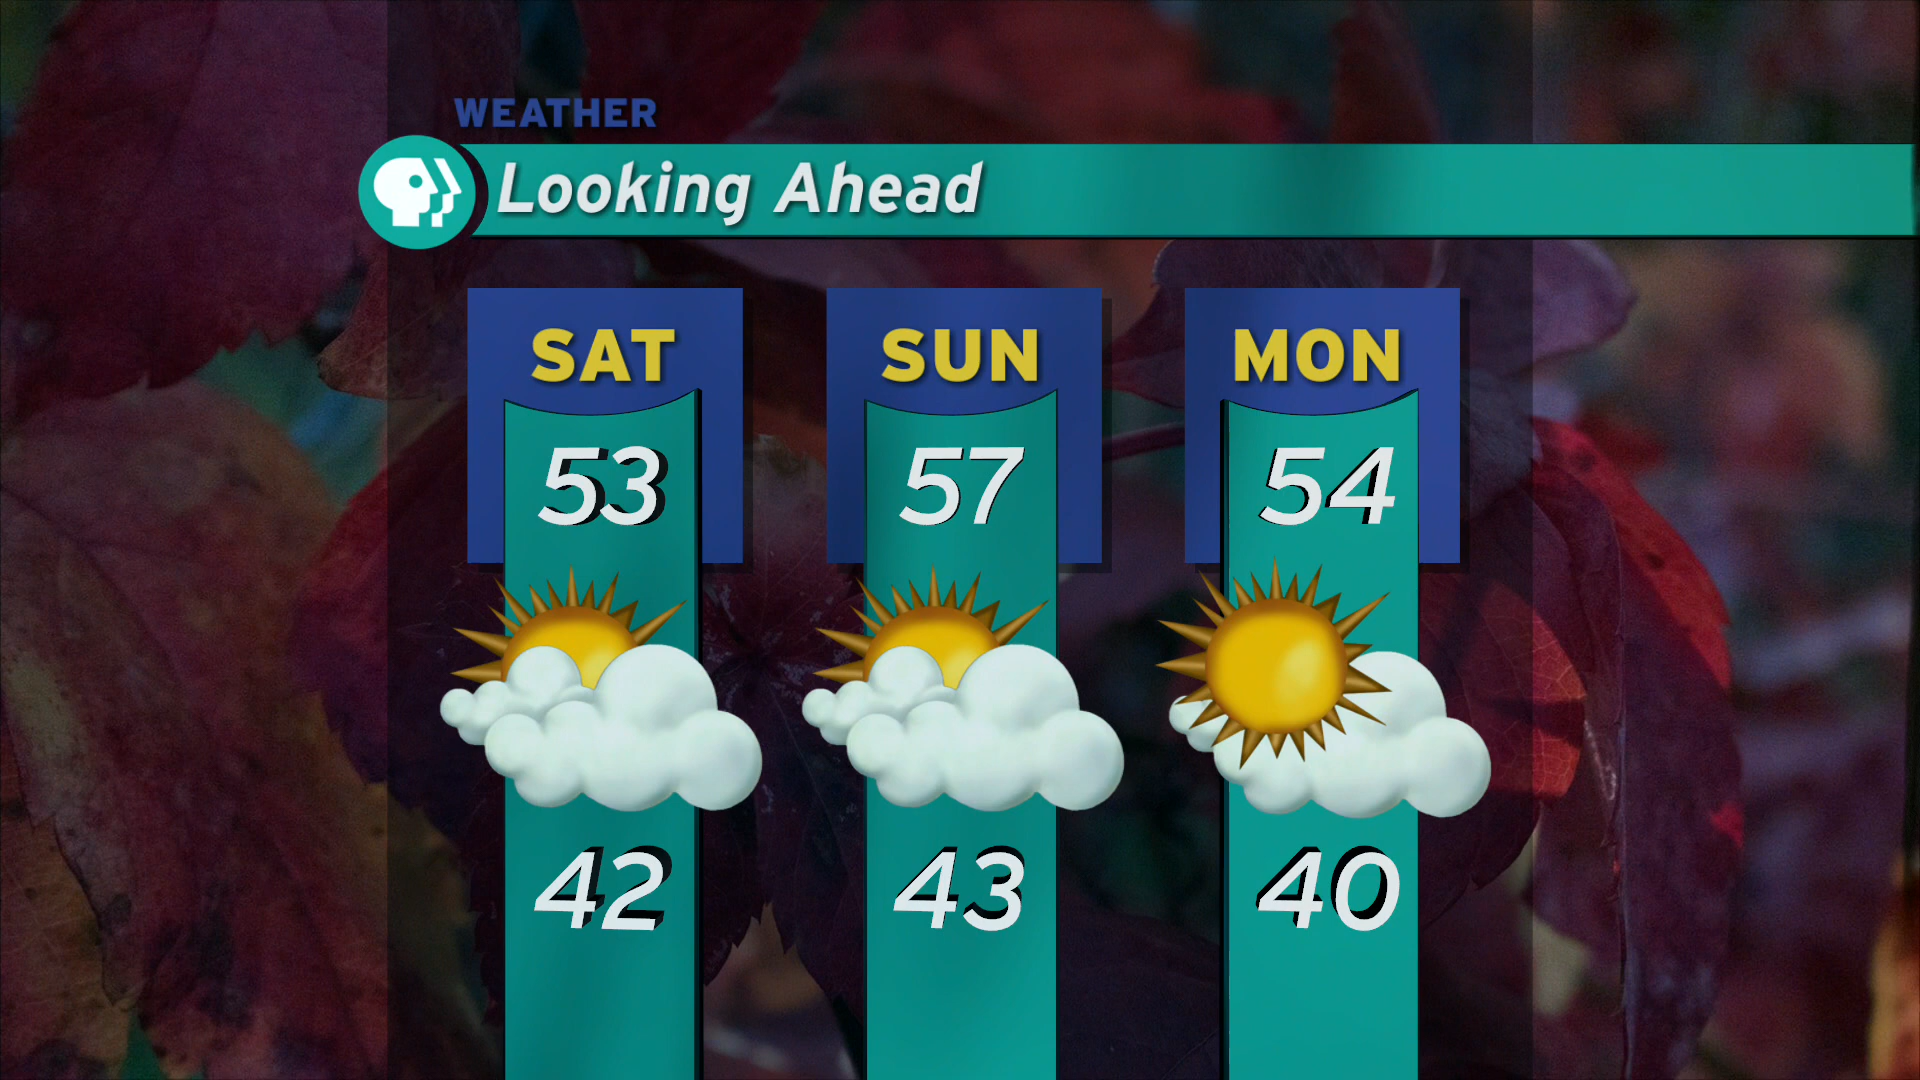 WEATHER
Looking Ahead
SAT SUN MON
53 57 54
42 43 40